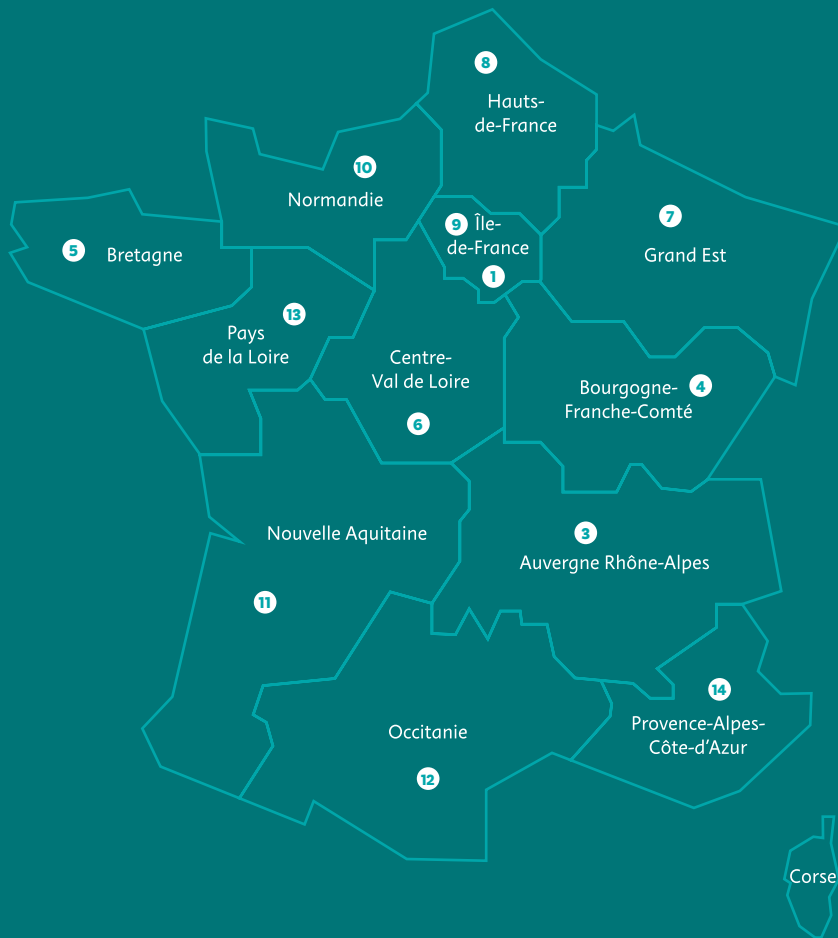 8
Hauts-
de-France
10
Normandie
9 Île-
de-France
1
7
Grand Est
5 Bretagne
13
Pays
de la Loire
Centre-
Val de Loire
6
Bourgogne- 4
Franche-Comté
Nouvelle Aquitaine
11
3
Auvergne Rhône-Alpes
Occitanie
12
14
Provence-Alpes-
Côte-d'Azur
Corse